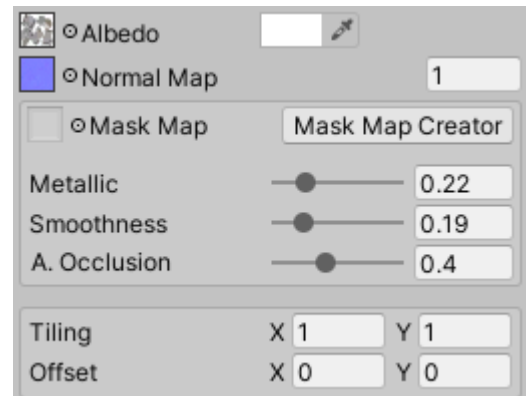 Albedo
Normal Map 1
Mask Map Mask Map Creator
Metallic 0.22
Smoothness 0.19
A. Occlusion 0.4
Tiling X 1 Y 1
Offset X 0 Y 0